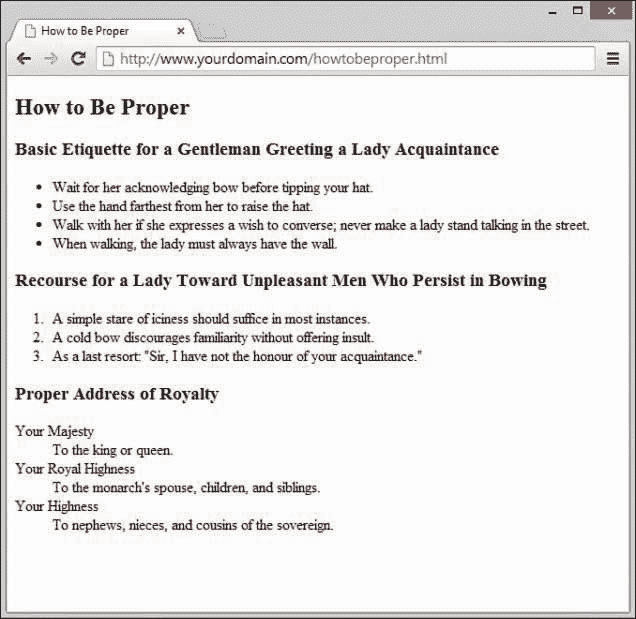 How to Be Proper
http://www.yourdomain.com/howtobeproper.html
How to Be Proper
Basic Etiquette for a Gentleman Greeting a Lady Acquaintance
• Wait for her acknowledging bow before tipping your hat.
• Use the hand farthest from her to raise the hat.
• Walk with her if she expresses a wish to converse; never make a lady stand talking in the street.
• When walking, the lady must always have the wall.
Recourse for a Lady Toward Unpleasant Men Who Persist in Bowing
1. A simple stare of iciness should suffice in most instances.
2. A cold bow discourages familiarity without offering insult.
3. As a last resort: "Sir, I have not the honour of your acquaintance."
Proper Address of Royalty
Your Majesty
To the king or queen.
Your Royal Highness
To the monarch's spouse, children, and siblings.
Your Highness
To nephews, nieces, and cousins of the sovereign.